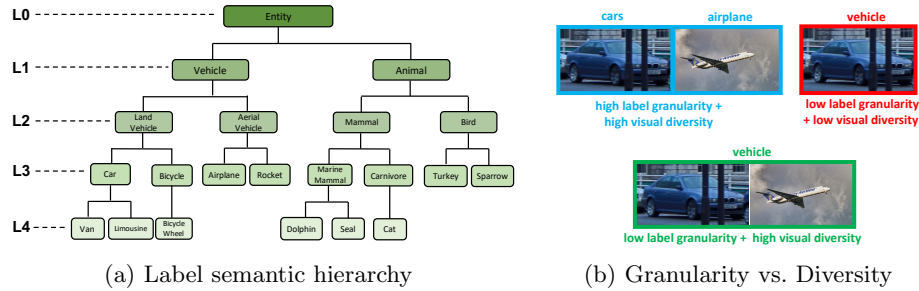 L0
Entity
L1
Vehicle
Animal
L2
Land
Vehicle
Aerial
Vehicle
Mammal
Bird
L3
Car
Bicycle
Airplane
Rocket
Marine
Mammal
Carnivore
Turkey
Sparrow
L4
Van
Limousine
Bicycle
Wheel
Dolphin
Seal
Cat
(a) Label semantic hierarchy
cars
airplane
high label granularity +
high visual diversity
vehicle
low label granularity
+ low visual diversity
vehicle
low label granularity + high visual diversity
(b) Granularity vs. Diversity